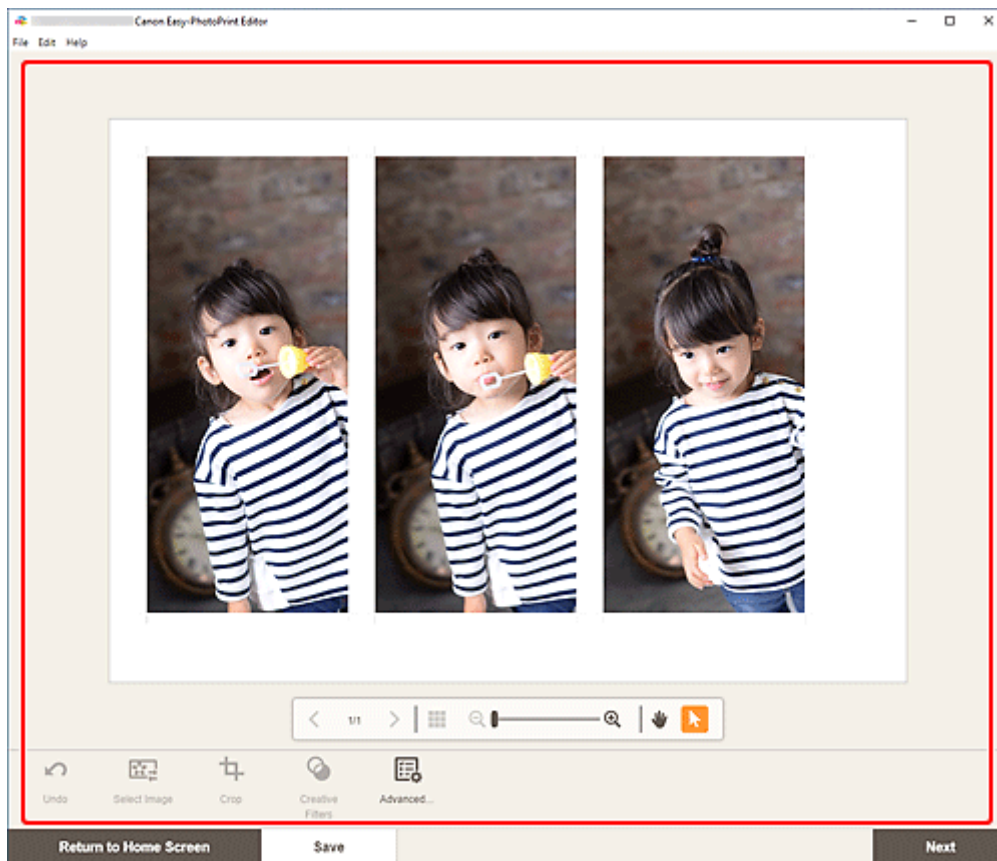 Canon Easy-PhotoPrint Editor
File Edit Help
1/1
Undo
Select Image
Crop
Creative
Filters
Advanced...
Return to Home Screen
Save
Next